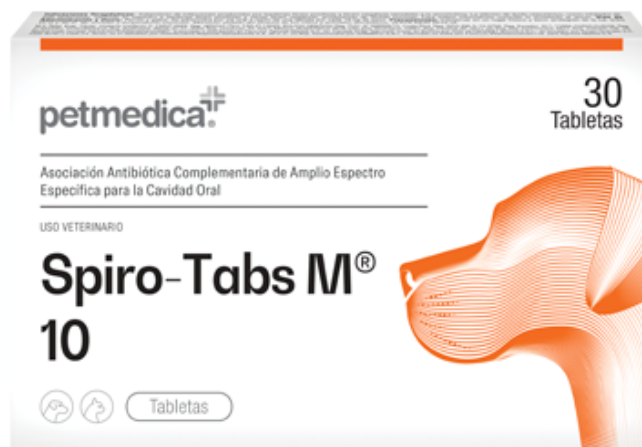 petmedica®
30
Tabletas
Asociación Antibiótica Complementaria de Amplio Espectro
Específica para la Cavidad Oral
USO VETERINARIO
Spiro-Tabs M®
10
Tabletas